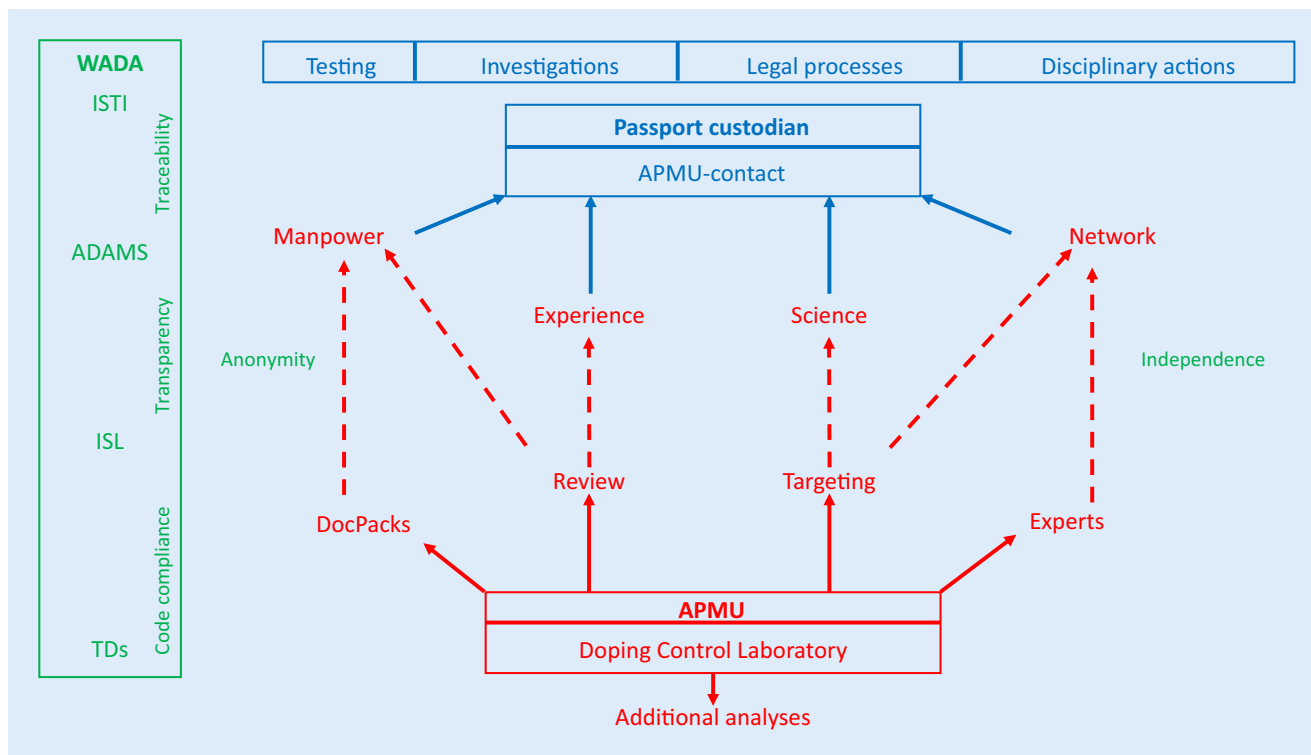 WADA
ISTI
Traceability
ADAMS
Transparency
ISL
Code compliance
TDs
Testing
Investigations
Legal processes
Disciplinary actions
Passport custodian
APMU-contact
Manpower
Network
Experience
Science
Anonymity
Independence
Review
Targeting
DocPacks
Experts
APMU
Doping Control Laboratory
Additional analyses